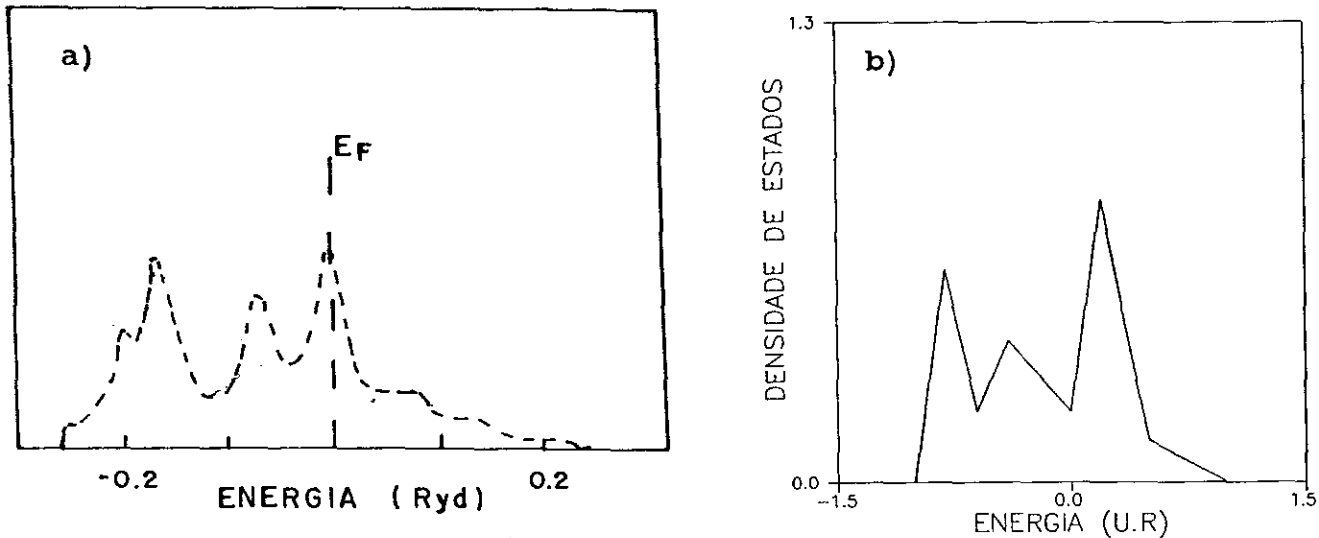 a)
EF
-0.2
0.2
ENERGIA (Ryd)
b)
1.3
DENSIDADE DE ESTADOS
0.0
-1.5
0.0
1.5
ENERGIA (U.R)